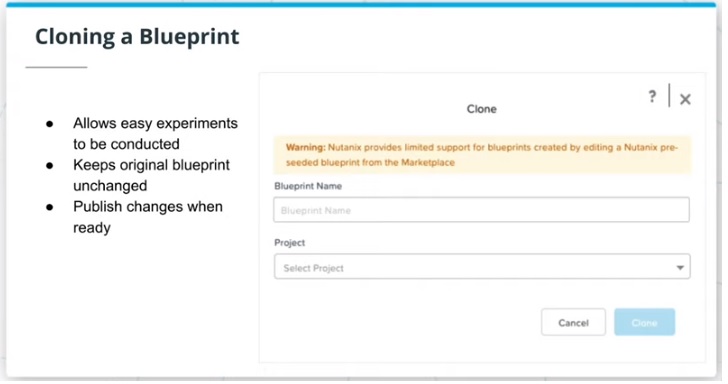 Cloning a Blueprint
● Allows easy experiments
to be conducted
● Keeps original blueprint
unchanged
● Publish changes when
ready
?
Clone
Warning: Nutanix provides limited support for blueprints created by editing a Nutanix pre-
seeded blueprint from the Marketplace
Blueprint Name
Blueprint Name
Project
Select Project
Cancel Clone